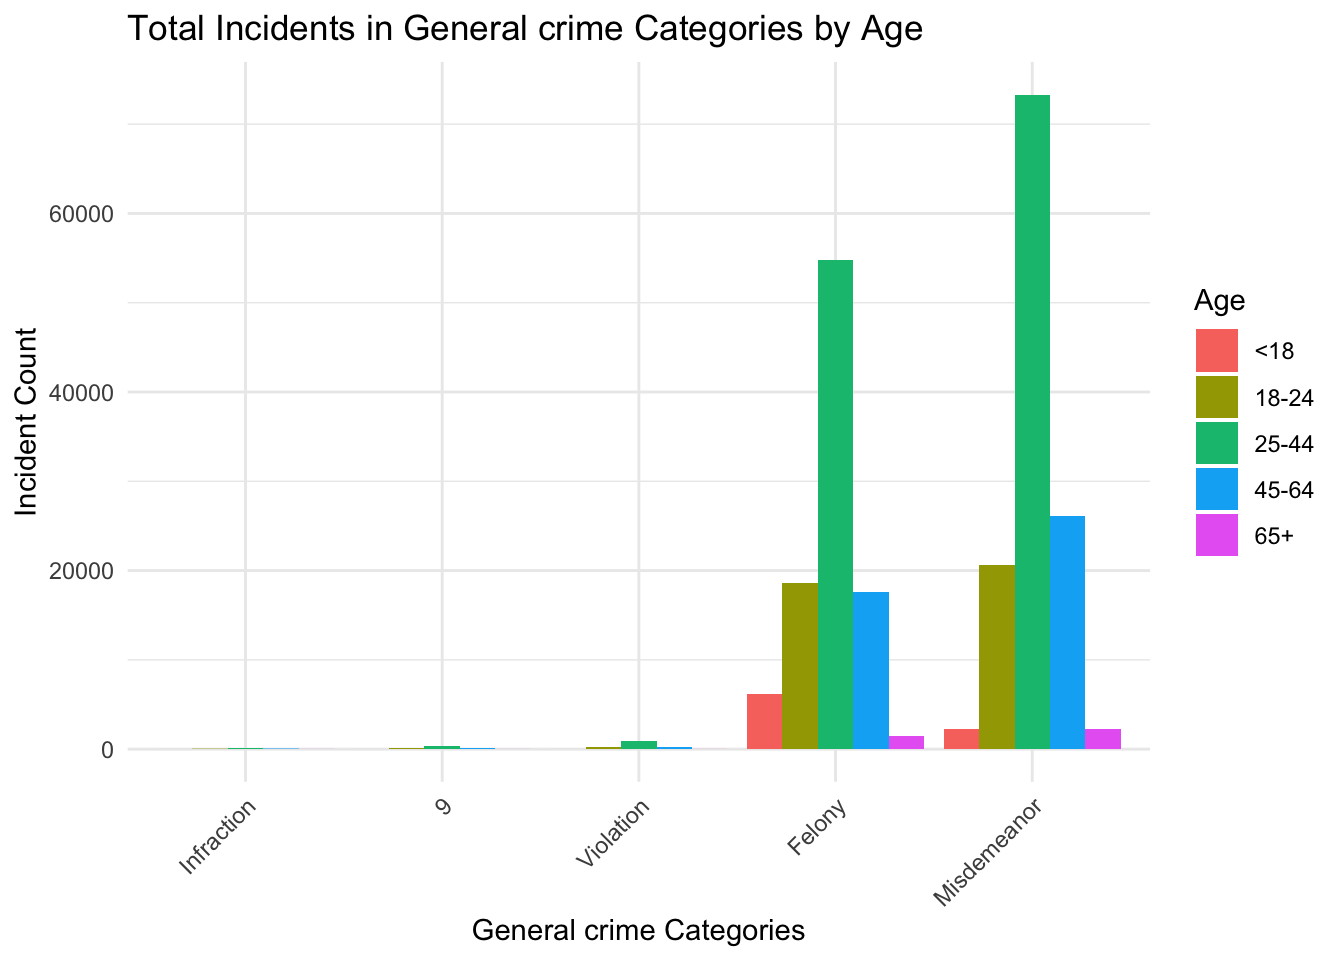 Total Incidents in General crime Categories by Age
Incident Count
60000
40000
20000
0
Infraction
9
Violation
Felony
Misdemeanor
General crime Categories
Age
<18
18-24
25-44
45-64
65+